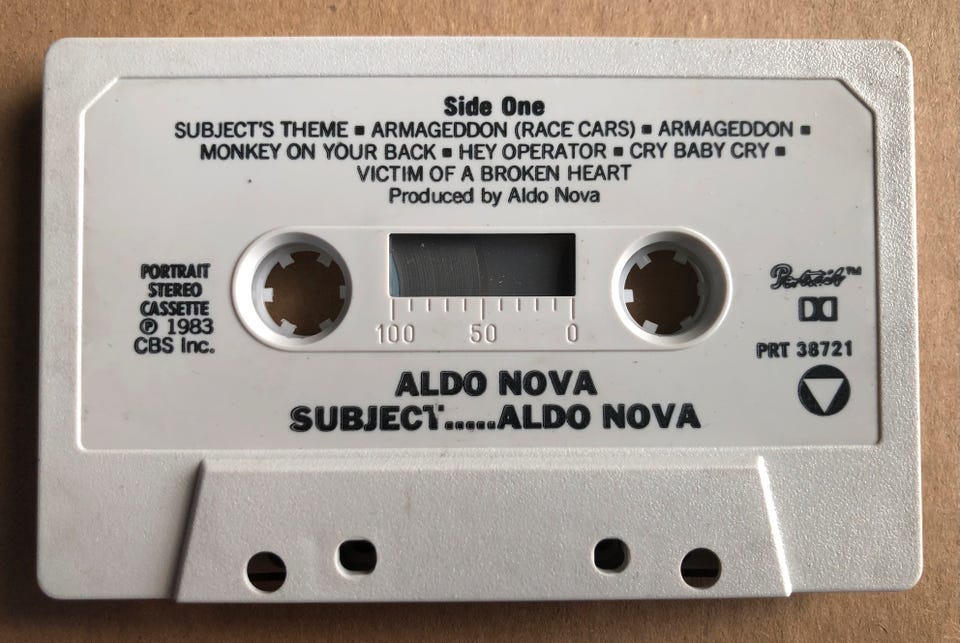 Side One
SUBJECT'S THEME ■ ARMAGEDDON (RACE CARS) ■ ARMAGEDDON ■
MONKEY ON YOUR BACK ■ HEY OPERATOR ■ CRY BABY CRY ■
VICTIM OF A BROKEN HEART
Produced by Aldo Nova
PORTRAIT
STEREO
CASSETTE
℗ 1983
CBS Inc.
100 50 0
Portrait™
PRT 38721
ALDO NOVA
SUBJECT.....ALDO NOVA